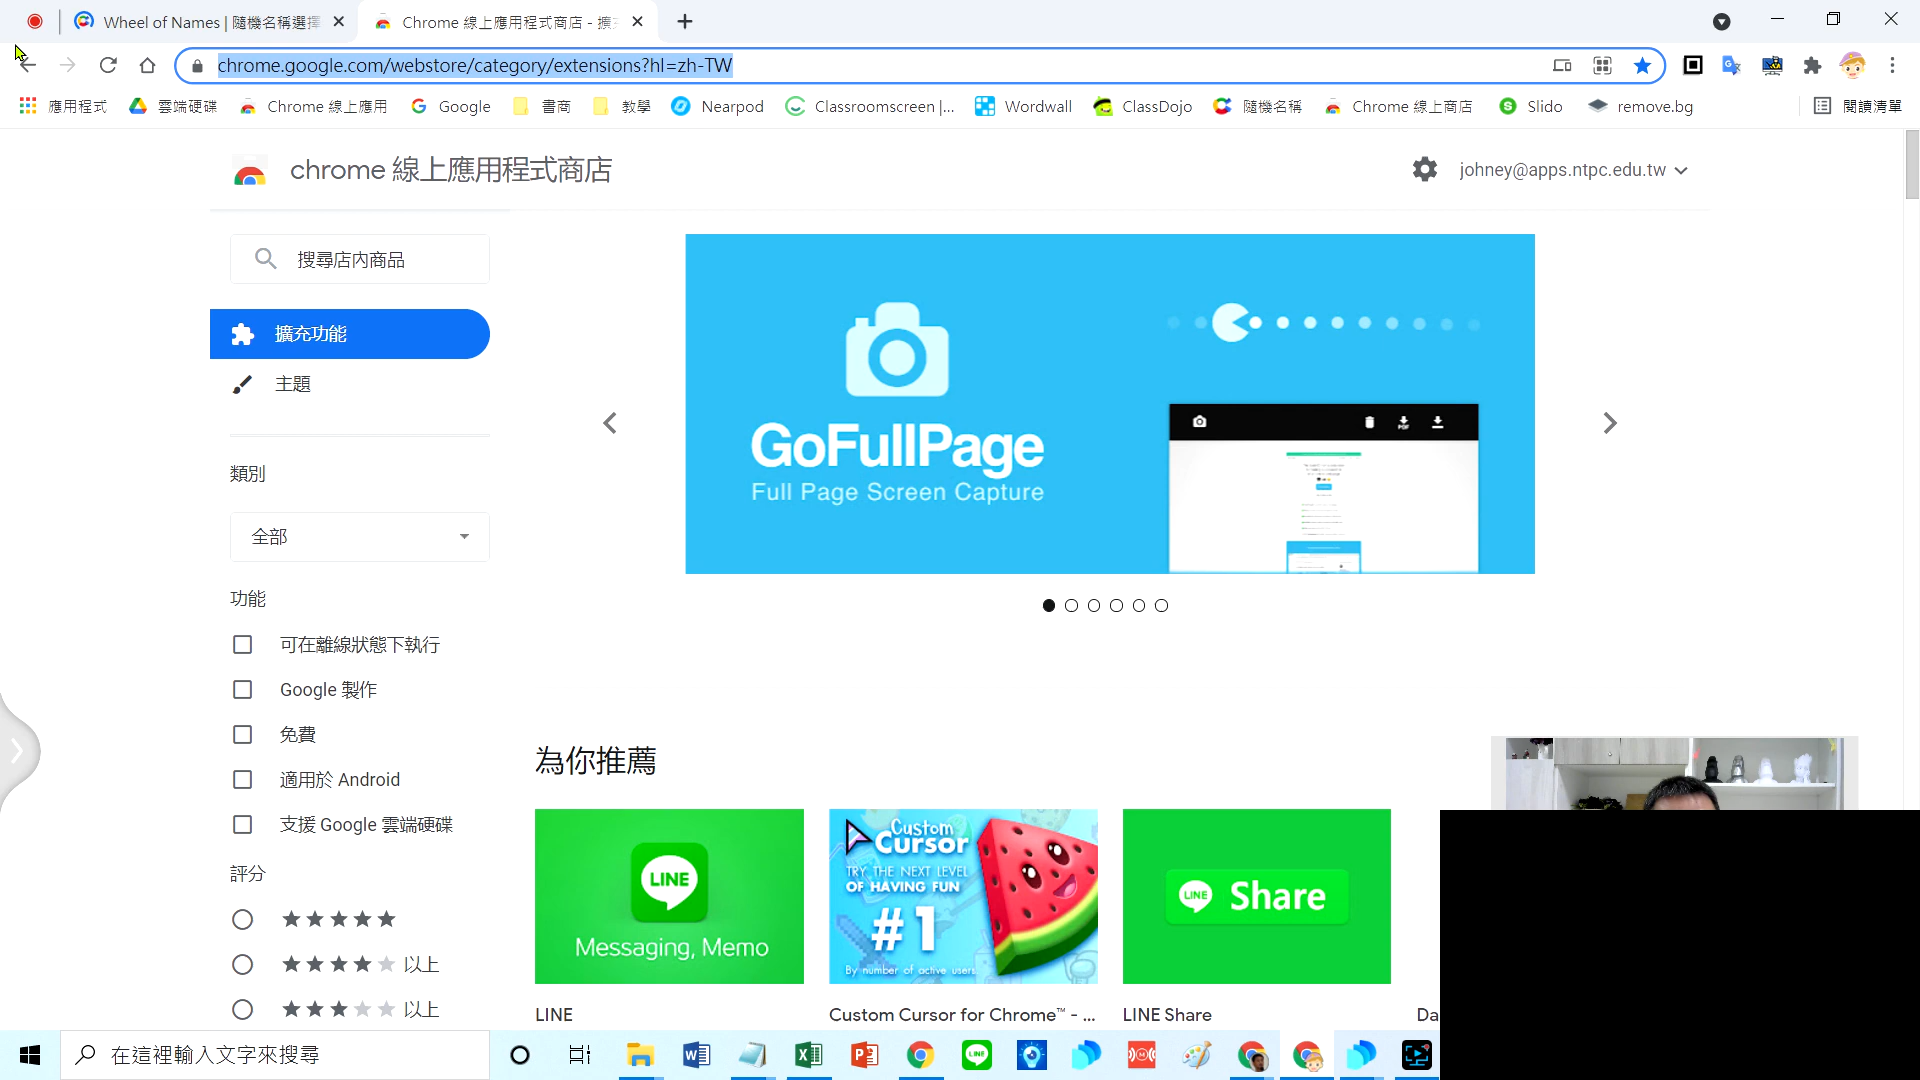 Wheel of Names | 隨機名稱選擇
Chrome 線上應用程式商店 - 擴充
chrome.google.com/webstore/category/extensions?hl=zh-TW
應用程式
雲端硬碟
Chrome 線上應用
Google
書商
教學
Nearpod
Classroomscreen |...
Wordwall
ClassDojo
隨機名稱
Chrome 線上商店
Slido
remove.bg
閱讀清單
chrome 線上應用程式商店
johney@apps.ntpc.edu.tw
搜尋店內商品
擴充功能
主題
類別
全部
功能
可在離線狀態下執行
Google 製作
免費
適用於 Android
支援 Google 雲端硬碟
評分
以上
以上
GoFullPage
Full Page Screen Capture
PDF
為你推薦
LINE
Messaging, Memo
LINE
Custom
Cursor
TRY THE NEXT LEVEL
OF HAVING FUN
#1
By number of active users
Custom Cursor for Chrome™ - ...
LINE
Share
LINE Share
Da
在這裡輸入文字來搜尋